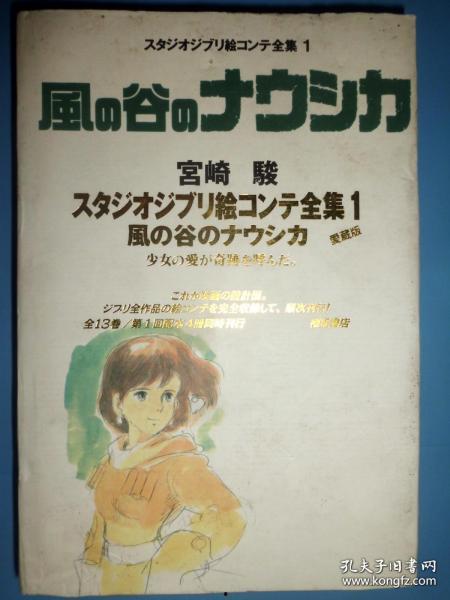 スタジオジブリ絵コンテ全集 1
風の谷のナウシカ
宮崎 駿
スタジオジブリ絵コンテ全集1
風の谷のナウシカ 愛蔵版
少女の愛が奇跡を呼んだ。
これが映画の設計図。
ジブリ全作品の絵コンテを完全収録して、順次刊行!
全13巻/第1回配本4冊同時刊行 書店
孔夫子旧书网
www.kongfz.com